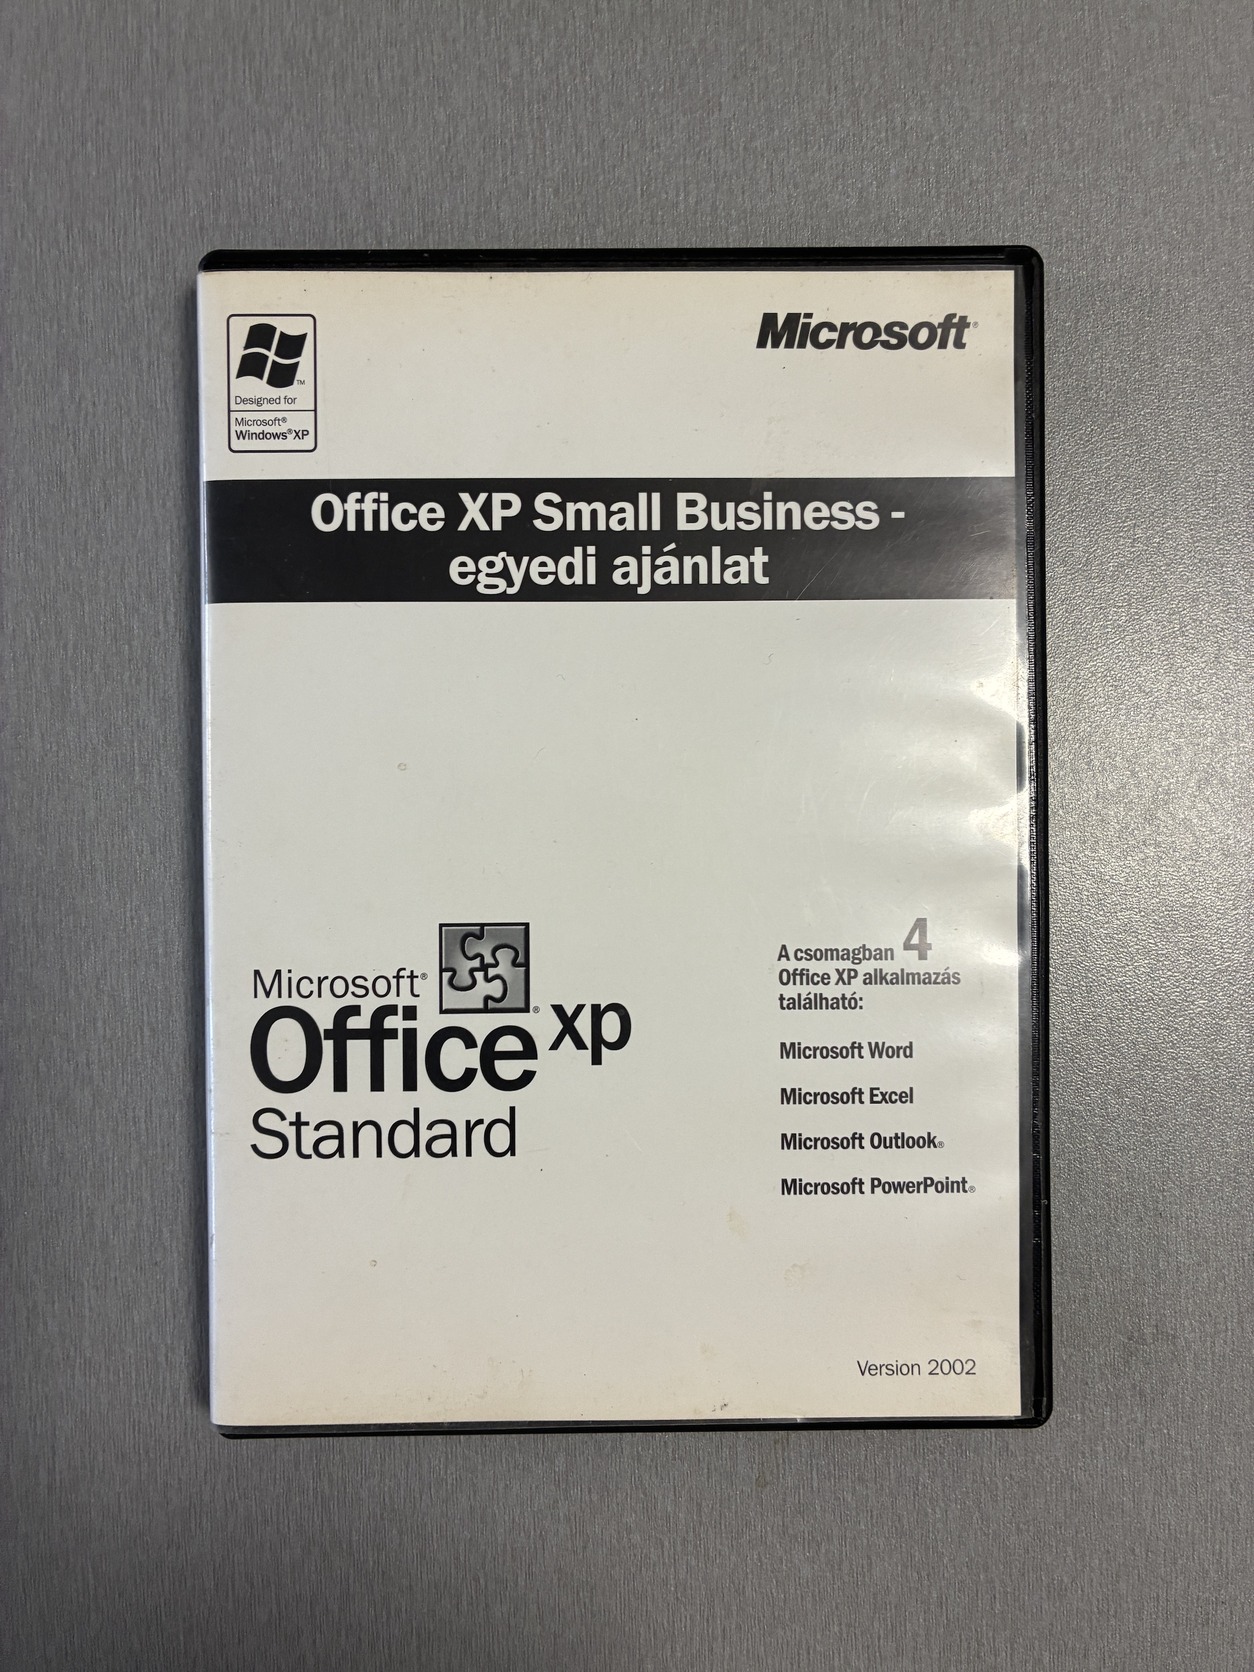 Microsoft®
™
Designed for
Microsoft®
Windows®XP
Office XP Small Business -
egyedi ajánlat
Microsoft®
Office® xp
Standard
A csomagban 4
Office XP alkalmazás
található:
Microsoft Word
Microsoft Excel
Microsoft Outlook®
Microsoft PowerPoint®
Version 2002